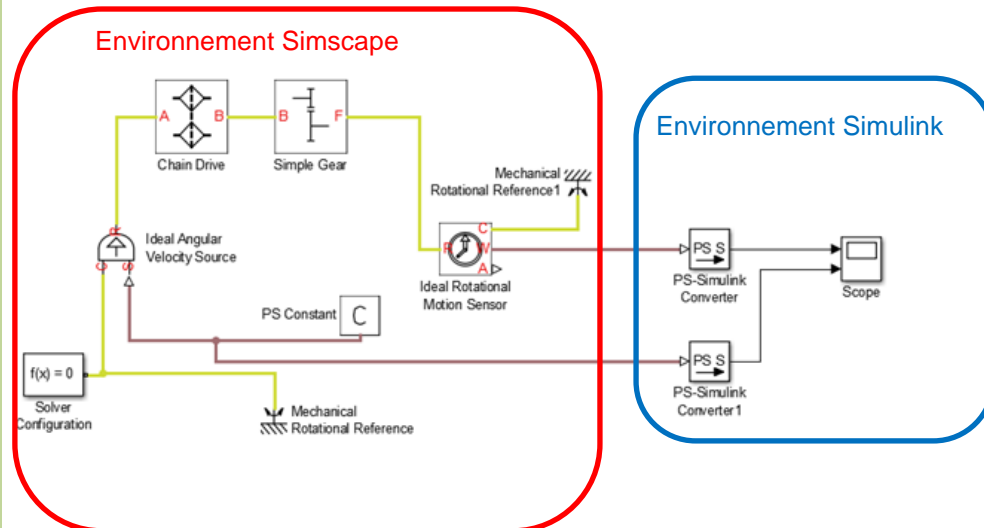 Environnement Simscape
Environnement Simulink
A
B
B
F
Chain Drive
Simple Gear
Mechanical
Rotational Reference1
R
C
S
Ideal Angular
Velocity Source
R
C
W
A
Ideal Rotational
Motion Sensor
PS S
PS-Simulink
Converter
Scope
PS Constant
C
f(x) = 0
Solver
Configuration
Mechanical
Rotational Reference
PS S
PS-Simulink
Converter1